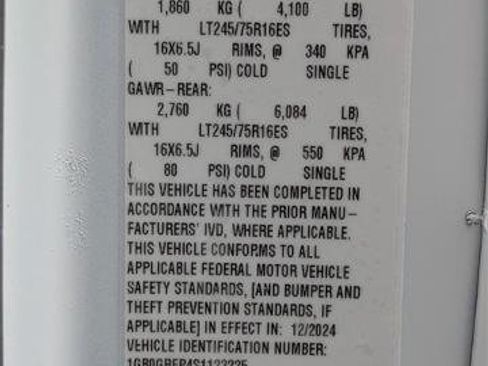 1,860 KG ( 4,100 LB)
WITH LT245/75R16ES TIRES,
16X6.5J RIMS, @ 340 KPA
( 50 PSI) COLD SINGLE
GAWR-REAR:
2,760 KG ( 6,084 LB)
WITH LT245/75R16ES TIRES,
16X6.5J RIMS, @ 550 KPA
( 80 PSI) COLD SINGLE
THIS VEHICLE HAS BEEN COMPLETED IN
ACCORDANCE WITH THE PRIOR MANU-
FACTURERS' IVD, WHERE APPLICABLE.
THIS VEHICLE CONFORMS TO ALL
APPLICABLE FEDERAL MOTOR VEHICLE
SAFETY STANDARDS, [AND BUMPER AND
THEFT PREVENTION STANDARDS, IF
APPLICABLE] IN EFFECT IN: 12/2024
VEHICLE IDENTIFICATION NUMBER: